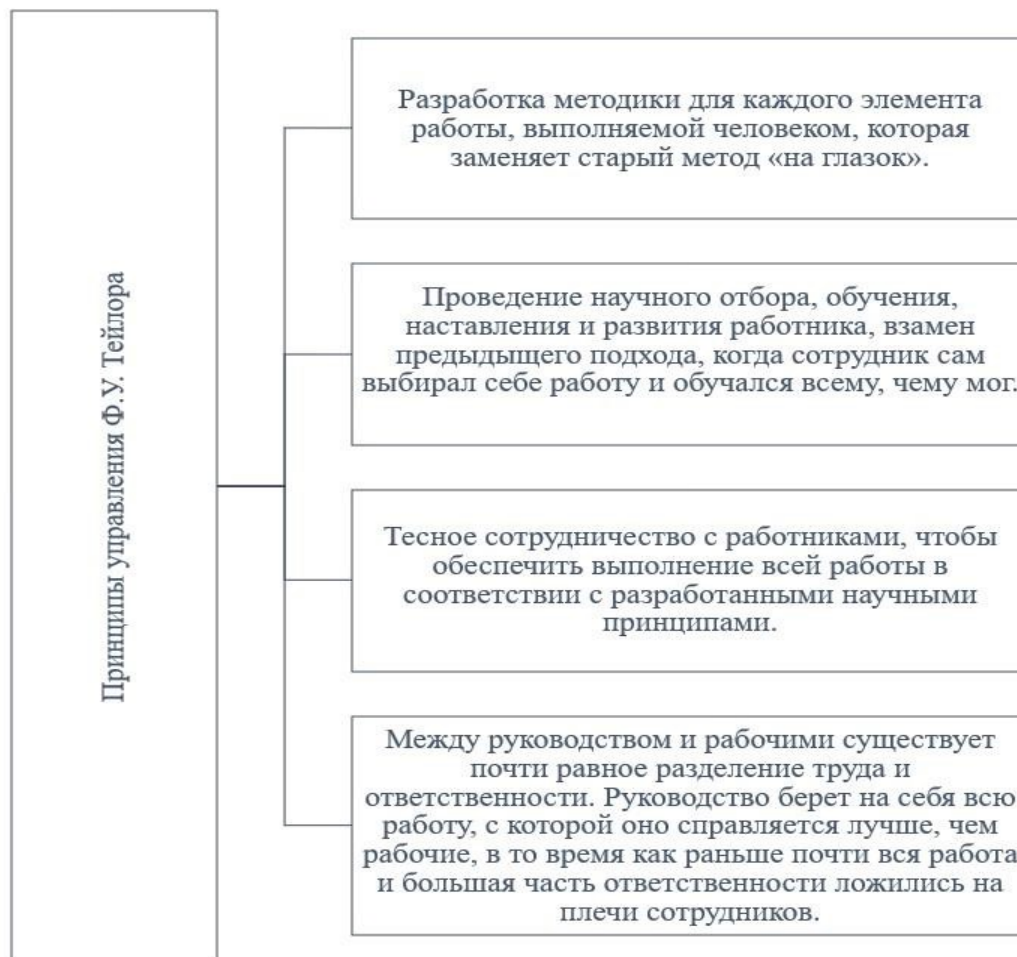 Принципы управления Ф.У. Тейлора
Разработка методики для каждого элемента
работы, выполняемой человеком, которая
заменяет старый метод «на глазок».
Проведение научного отбора, обучения,
наставления и развития работника, взамен
предыдыщего подхода, когда сотрудник сам
выбирал себе работу и обучался всему, чему мог.
Тесное сотрудничество с работниками, чтобы
обеспечить выполнение всей работы в
соответствии с разработанными научными
принципами.
Между руководством и рабочими существует
почти равное разделение труда и
ответственности. Руководство берет на себя всю
работу, с которой оно справляется лучше, чем
рабочие, в то время как раньше почти вся работа
и большая часть ответственности ложились на
плечи сотрудников.